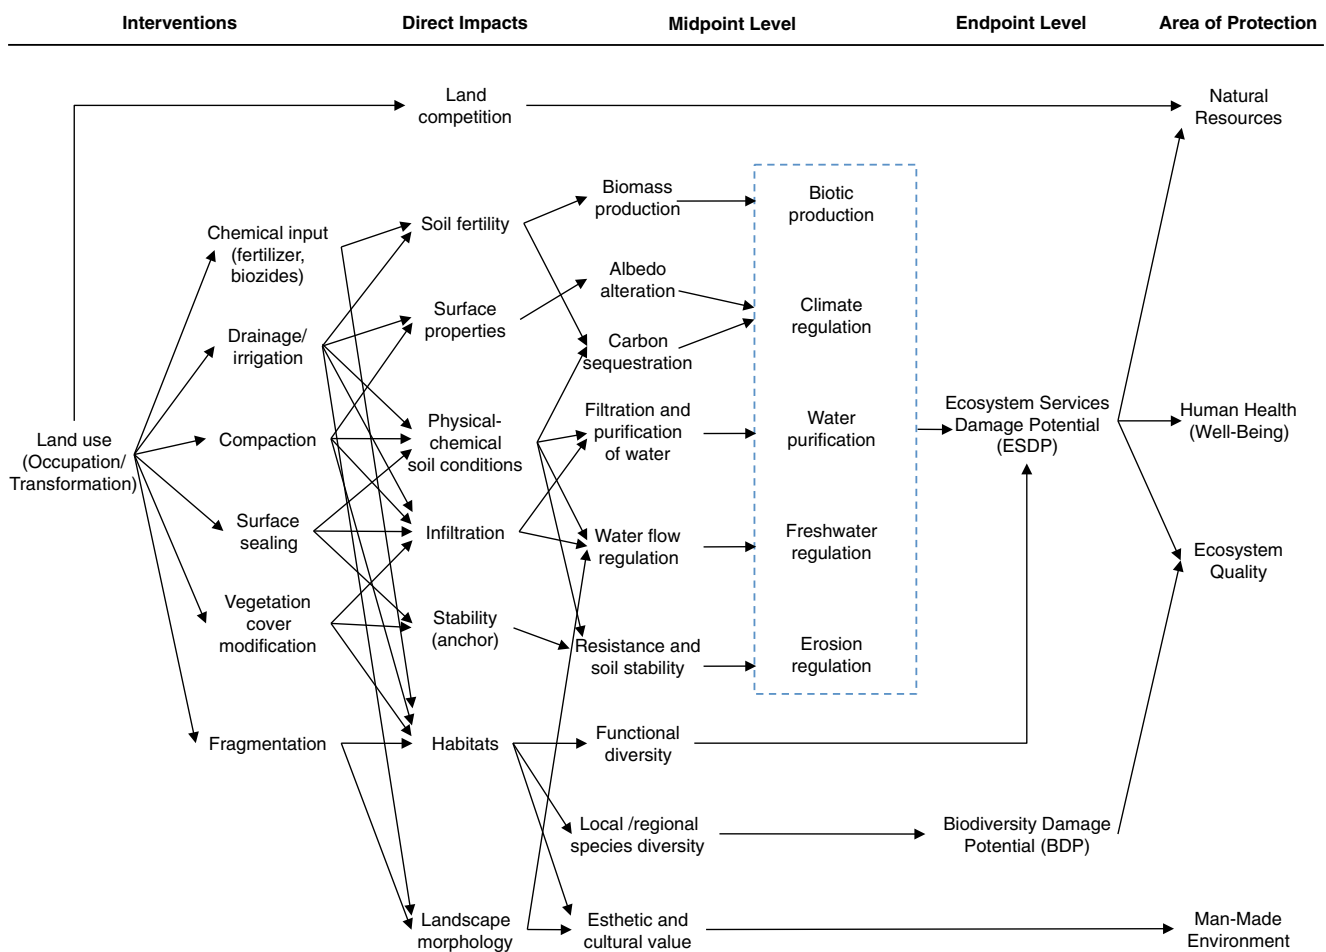 Interventions
Direct Impacts
Midpoint Level
Endpoint Level
Area of Protection
Land
competition
Natural
Resources
Biomass
production
Biotic
production
Soil fertility
Chemical input
(fertilizer,
biozides)
Albedo
alteration
Surface
properties
Climate
regulation
Drainage/
irrigation
Carbon
sequestration
Land use
(Occupation/
Transformation)
Compaction
Physical-
chemical
soil conditions
Filtration and
purification
of water
Water
purification
Ecosystem Services
Damage Potential
(ESDP)
Human Health
(Well-Being)
Surface
sealing
Infiltration
Water flow
regulation
Freshwater
regulation
Ecosystem
Quality
Vegetation
cover
modification
Stability
(anchor)
Resistance and
soil stability
Erosion
regulation
Fragmentation
Habitats
Functional
diversity
Local /regional
species diversity
Biodiversity Damage
Potential (BDP)
Landscape
morphology
Esthetic and
cultural value
Man-Made
Environment